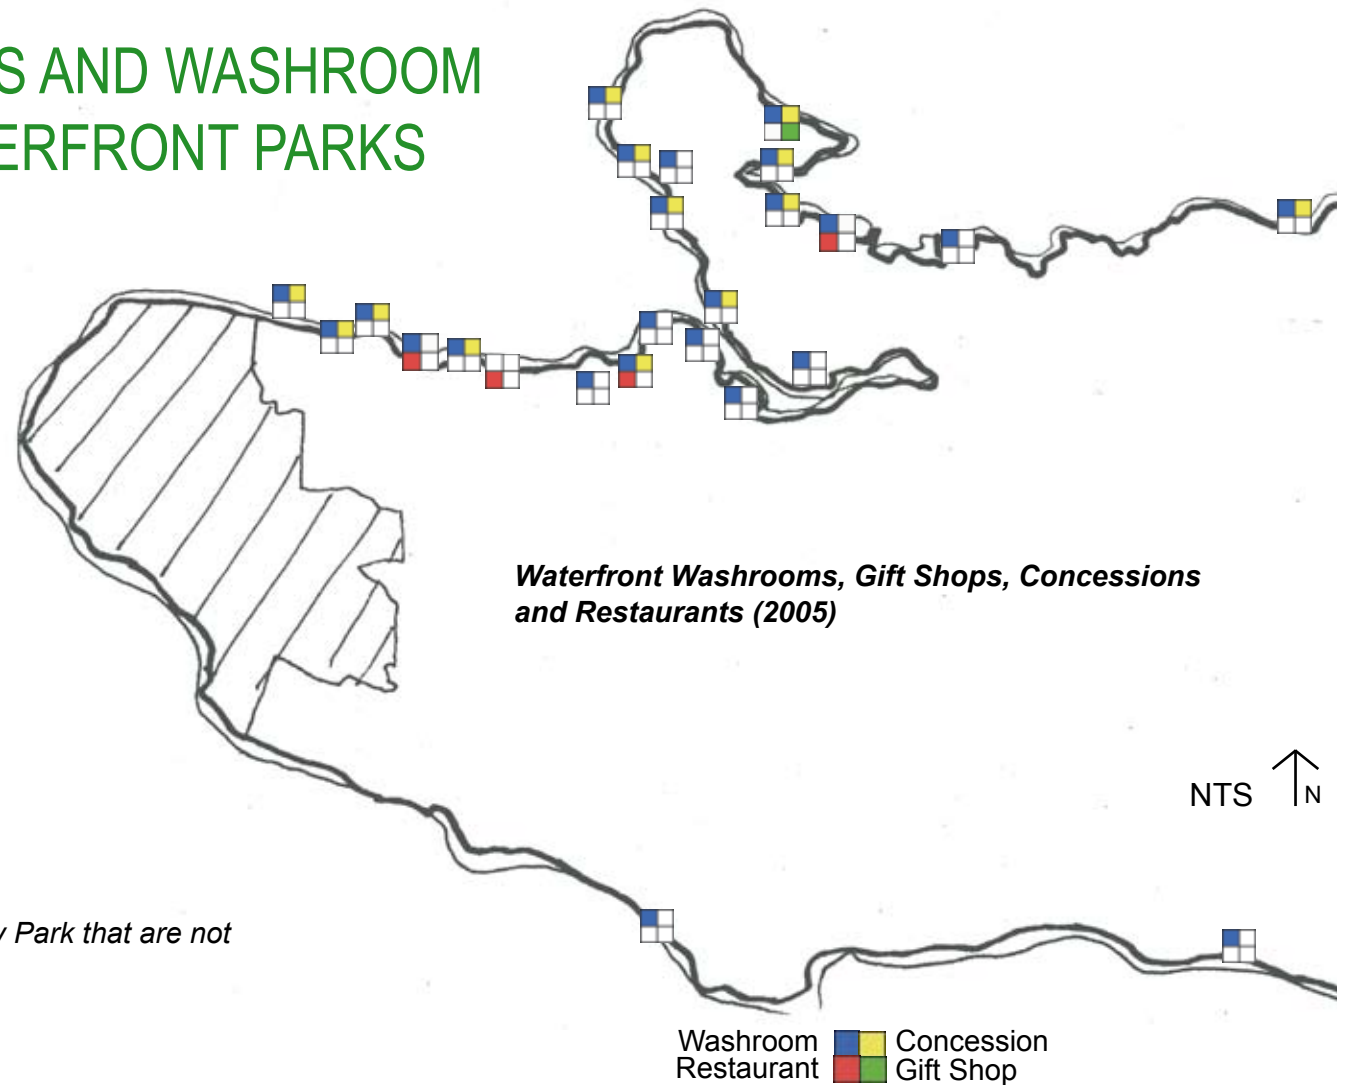 S AND WASHROOM
ERFRONT PARKS
Waterfront Washrooms, Gift Shops, Concessions
and Restaurants (2005)
NTS N
y Park that are not
Washroom Concession
Restaurant Gift Shop